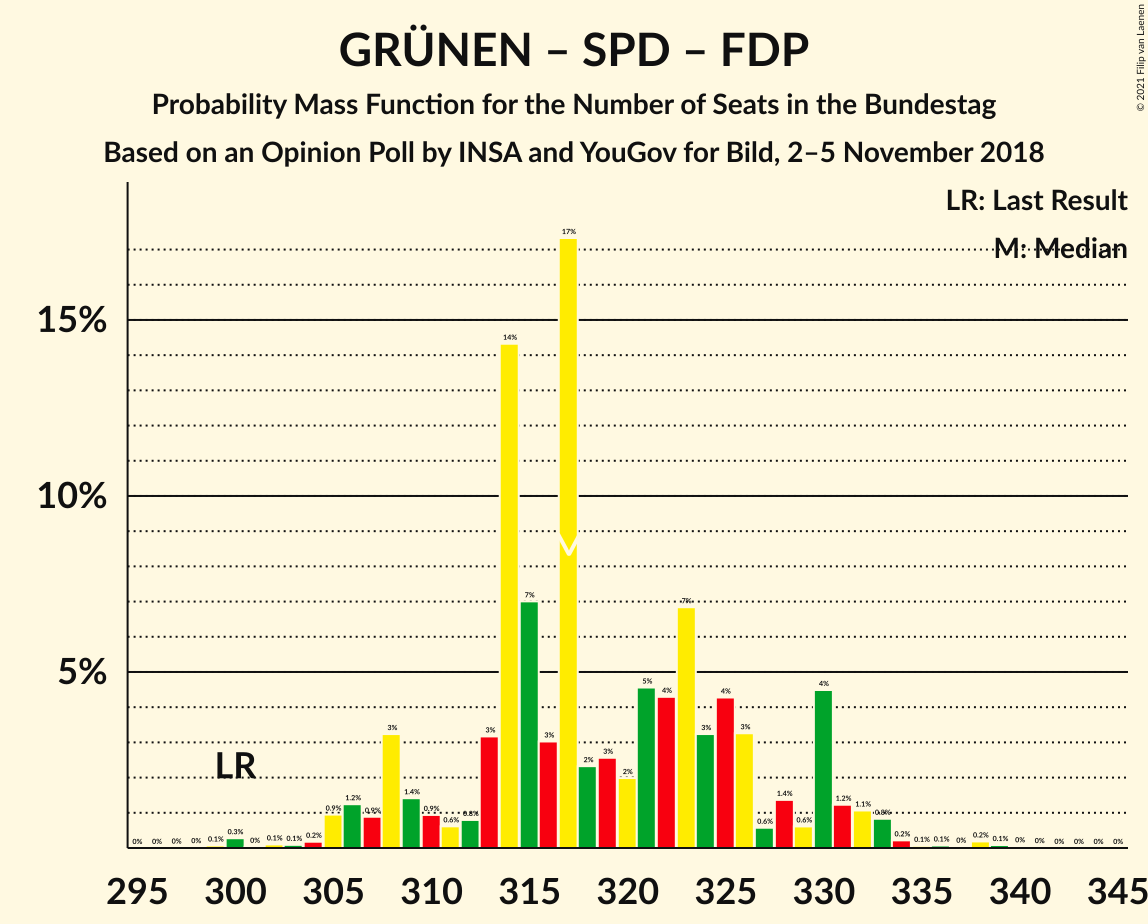 GRÜNEN – SPD – FDP
Probability Mass Function for the Number of Seats in the Bundestag
Based on an Opinion Poll by INSA and YouGov for Bild, 2–5 November 2018
© 2021 Filip van Laenen
LR: Last Result
M: Median
15%
10%
5%
LR
M
0% 0% 0% 0% 0.1% 0.3% 0% 0.1% 0.1% 0.2% 0.9% 1.2% 0.9% 3% 1.4% 0.9% 0.6% 0.8% 3% 14% 7% 3% 17% 2% 3% 2% 5% 4% 7% 3% 4% 3% 0.6% 1.4% 0.6% 4% 1.2% 1.1% 0.8% 0.2% 0.1% 0.1% 0% 0.2% 0.1% 0% 0% 0% 0% 0% 0%
295 300 305 310 315 320 325 330 335 340 345